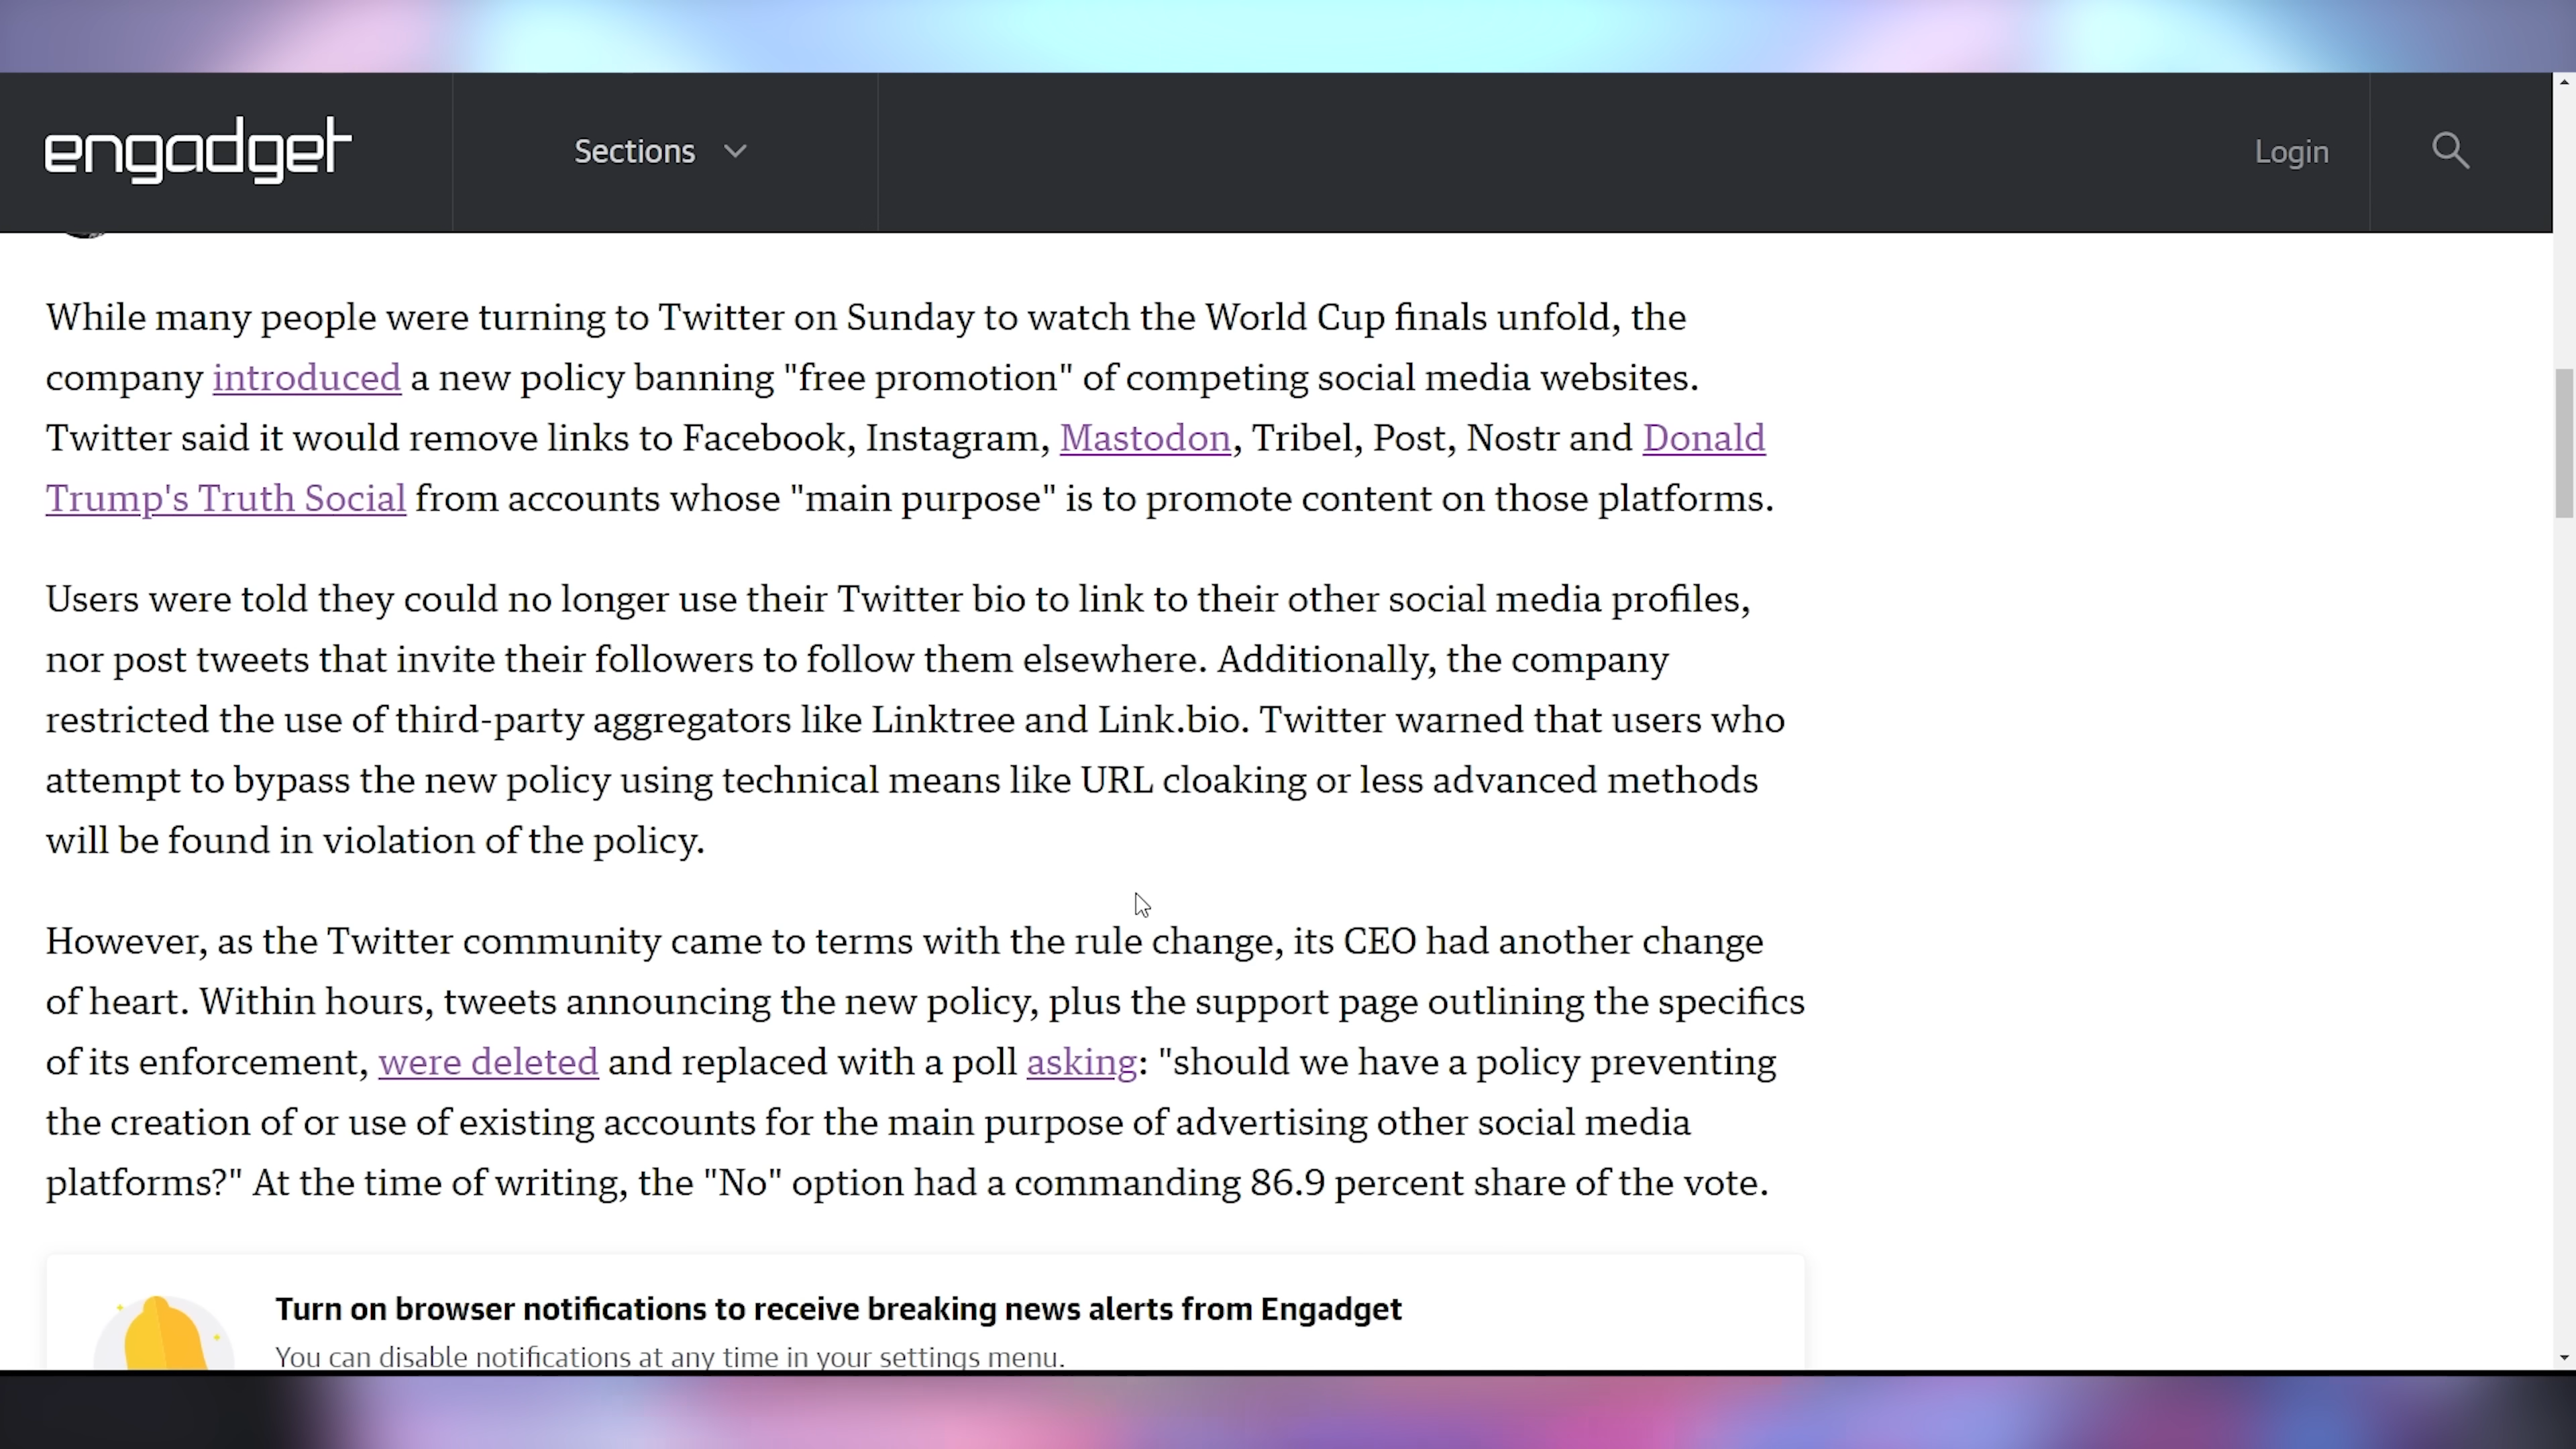 engadget
Sections
Login
While many people were turning to Twitter on Sunday to watch the World Cup finals unfold, the
company introduced a new policy banning "free promotion" of competing social media websites.
Twitter said it would remove links to Facebook, Instagram, Mastodon, Tribel, Post, Nostr and Donald
Trump's Truth Social from accounts whose "main purpose" is to promote content on those platforms.
Users were told they could no longer use their Twitter bio to link to their other social media profiles,
nor post tweets that invite their followers to follow them elsewhere. Additionally, the company
restricted the use of third-party aggregators like Linktree and Link.bio. Twitter warned that users who
attempt to bypass the new policy using technical means like URL cloaking or less advanced methods
will be found in violation of the policy.
However, as the Twitter community came to terms with the rule change, its CEO had another change
of heart. Within hours, tweets announcing the new policy, plus the support page outlining the specifics
of its enforcement, were deleted and replaced with a poll asking: "should we have a policy preventing
the creation of or use of existing accounts for the main purpose of advertising other social media
platforms?" At the time of writing, the "No" option had a commanding 86.9 percent share of the vote.
Turn on browser notifications to receive breaking news alerts from Engadget
You can disable notifications at any time in your settings menu.